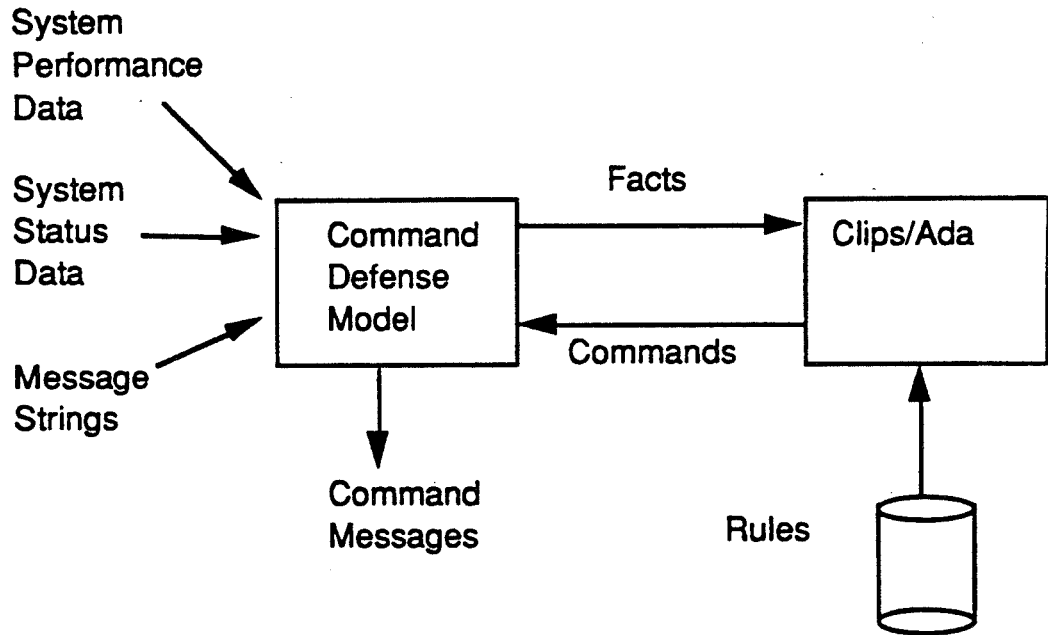 System
Performance
Data
System
Status
Data
Message
Strings
Command
Defense
Model
Facts
Commands
Clips/Ada
Command
Messages
Rules